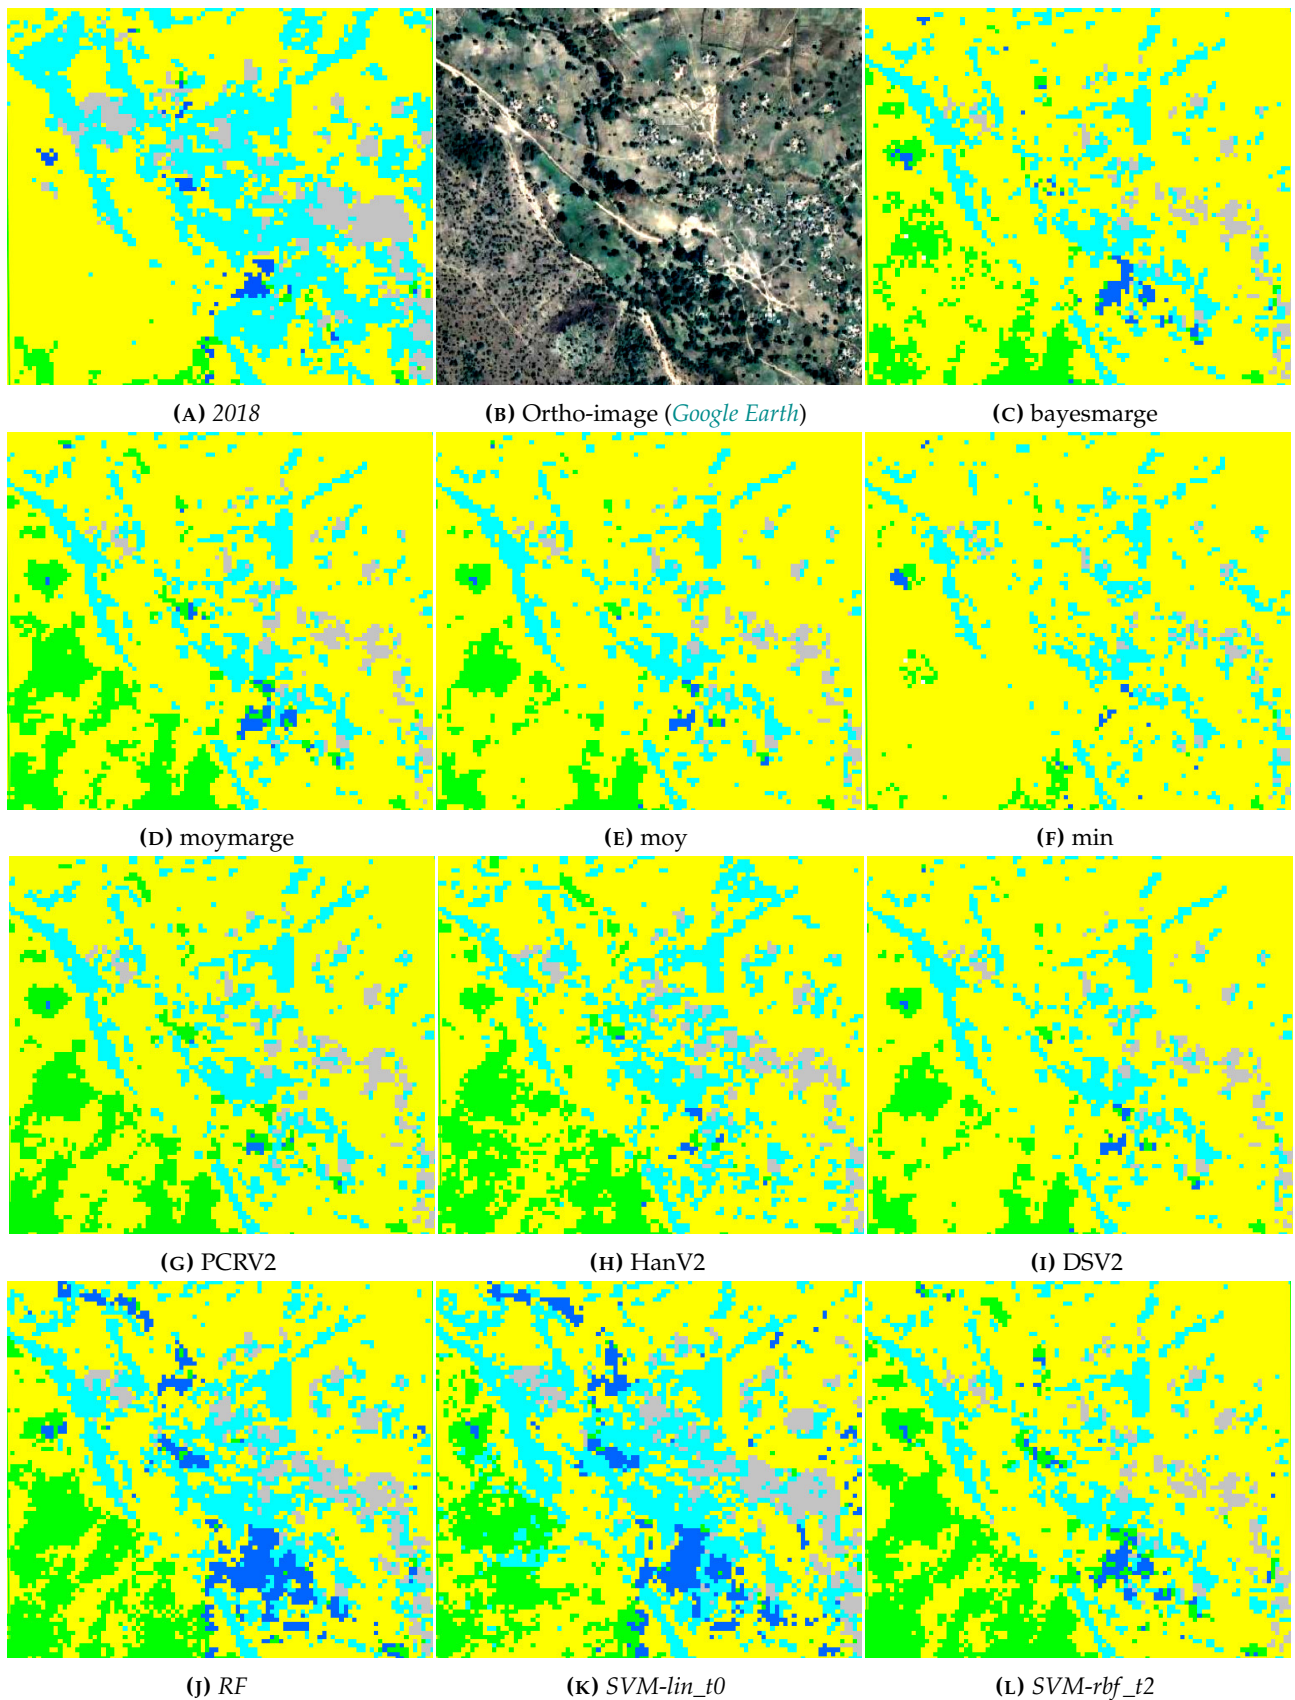 (A) 2018
(B) Ortho-image (Google Earth)
(C) bayesmarge
(D) moymarge
(E) moy
(F) min
(G) PCRV2
(H) HanV2
(I) DSV2
(J) RF
(K) SVM-lin_t0
(L) SVM-rbf_t2